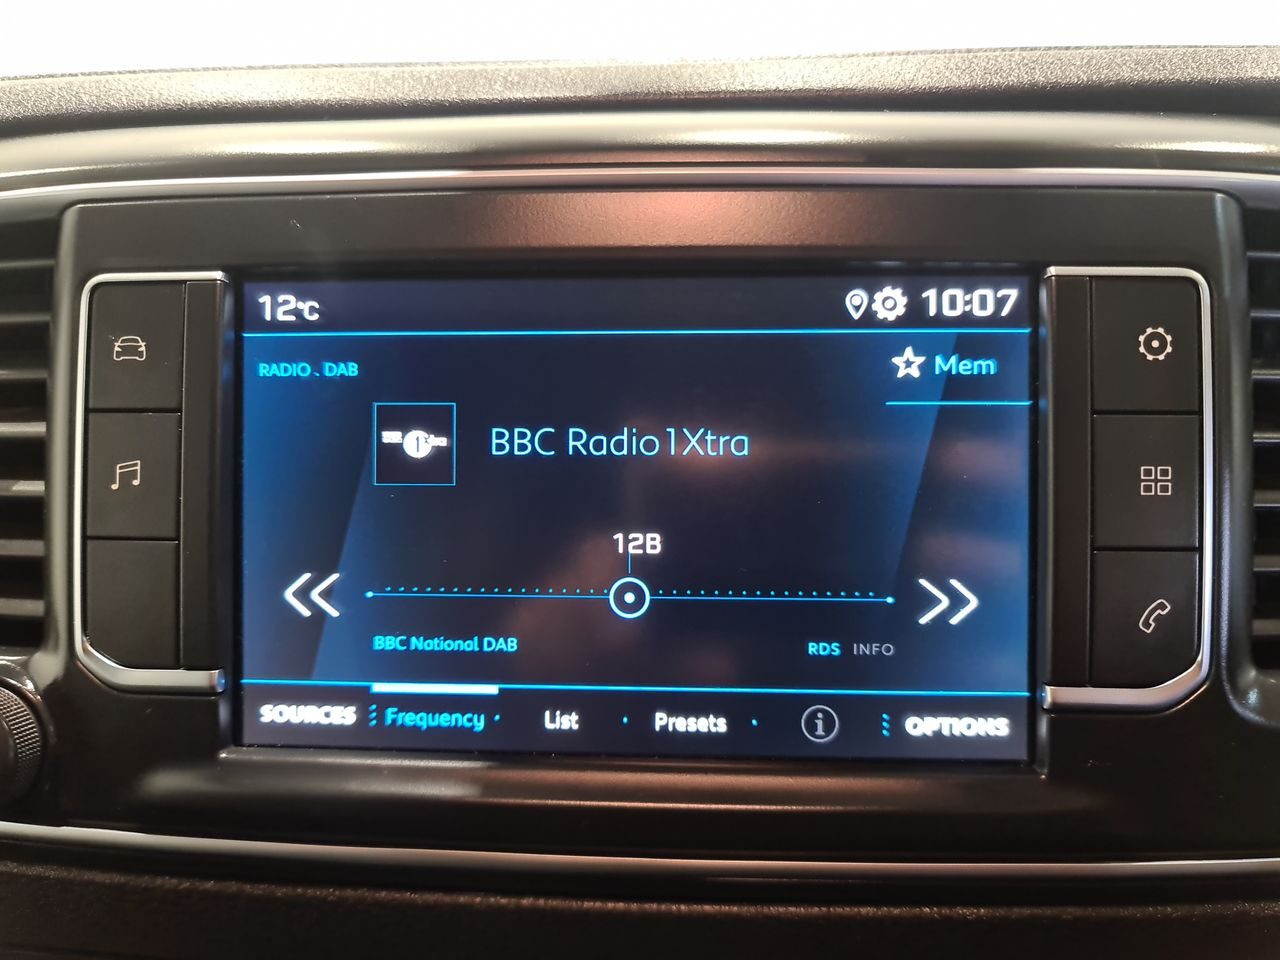 12°C 10:07
RADIO . DAB
Mem
1
BBC Radio 1Xtra
12B
BBC National DAB
RDS INFO
SOURCES Frequency List Presets i OPTIONS